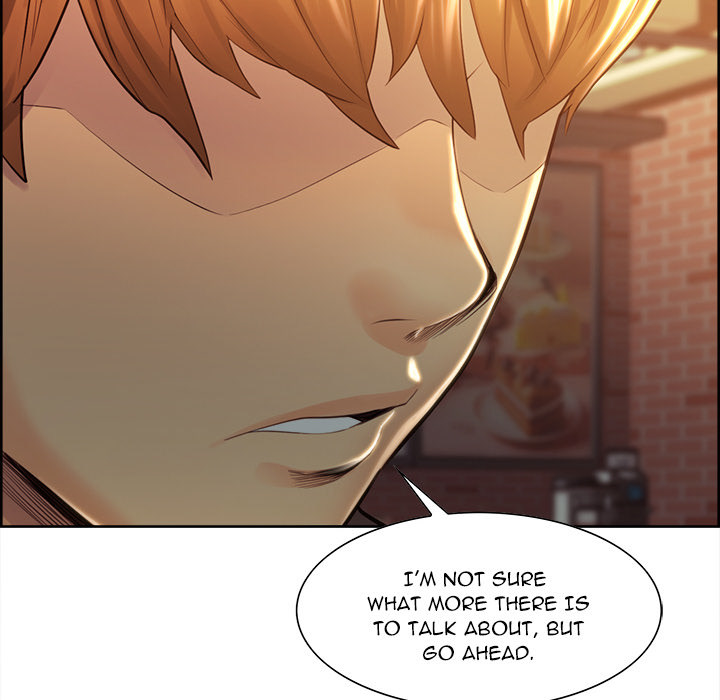 I'M NOT SURE
WHAT MORE THERE IS
TO TALK ABOUT, BUT
GO AHEAD.